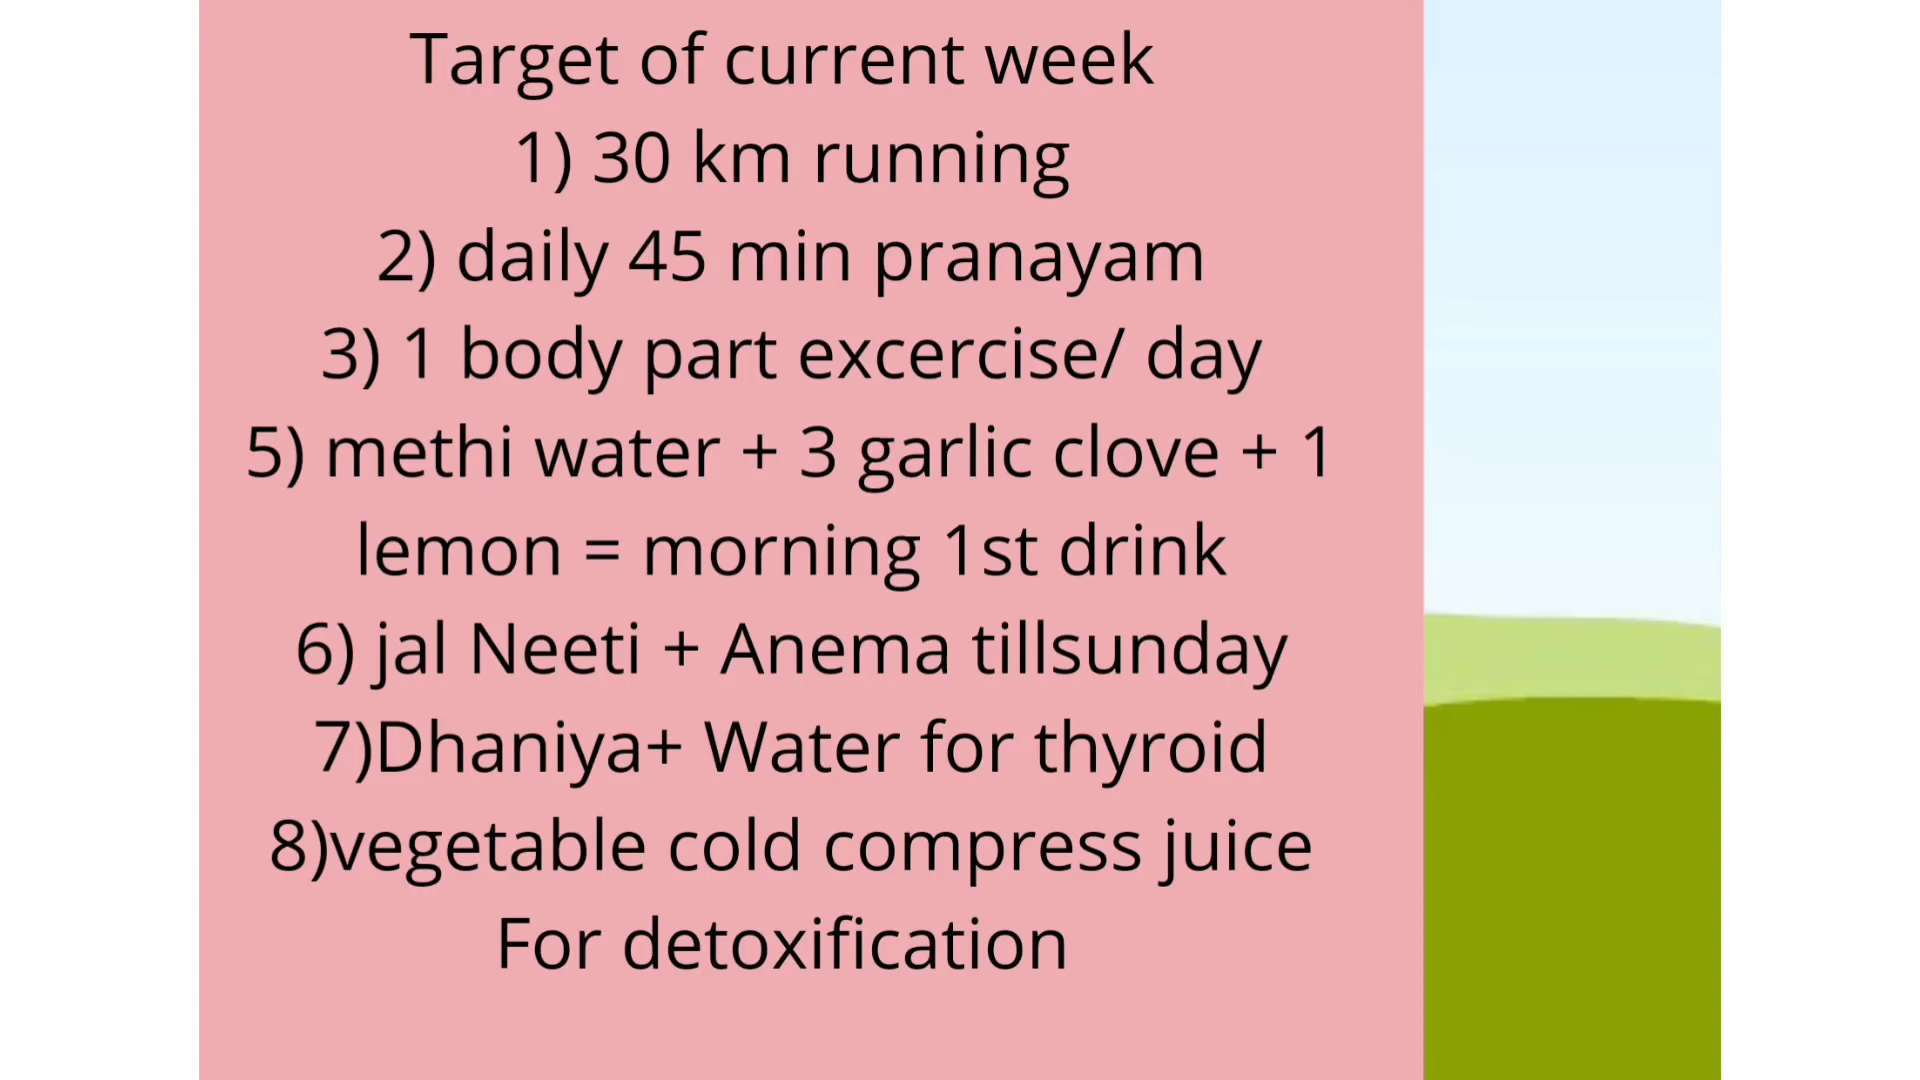 Target of current week
1) 30 km running
2) daily 45 min pranayam
3) 1 body part excercise/ day
5) methi water + 3 garlic clove + 1
lemon = morning 1st drink
6) jal Neeti + Anema tillsunday
7)Dhaniya+ Water for thyroid
8)vegetable cold compress juice
For detoxification